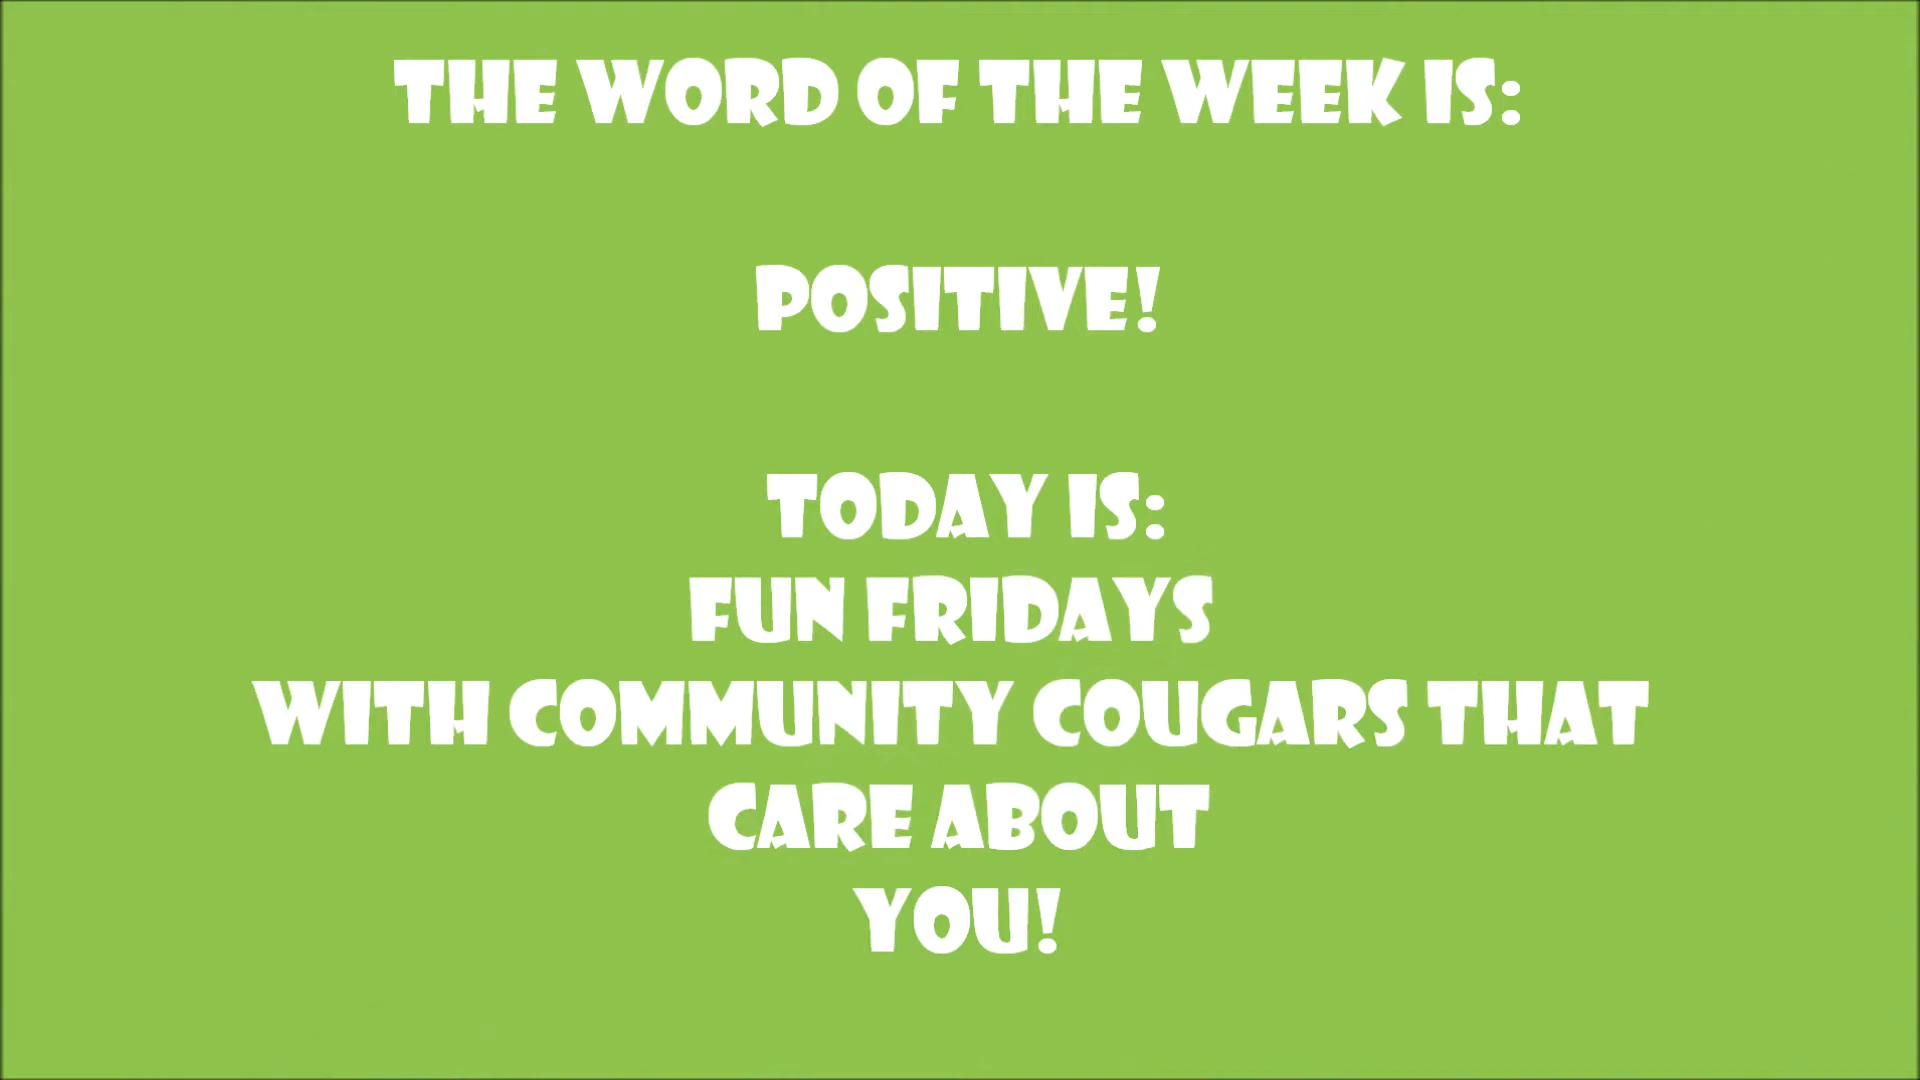 THE WORD OF THE WEEK IS:
POSITIVE!
TODAY IS:
FUN FRIDAYS
WITH COMMUNITY COUGARS THAT
CARE ABOUT
YOU!